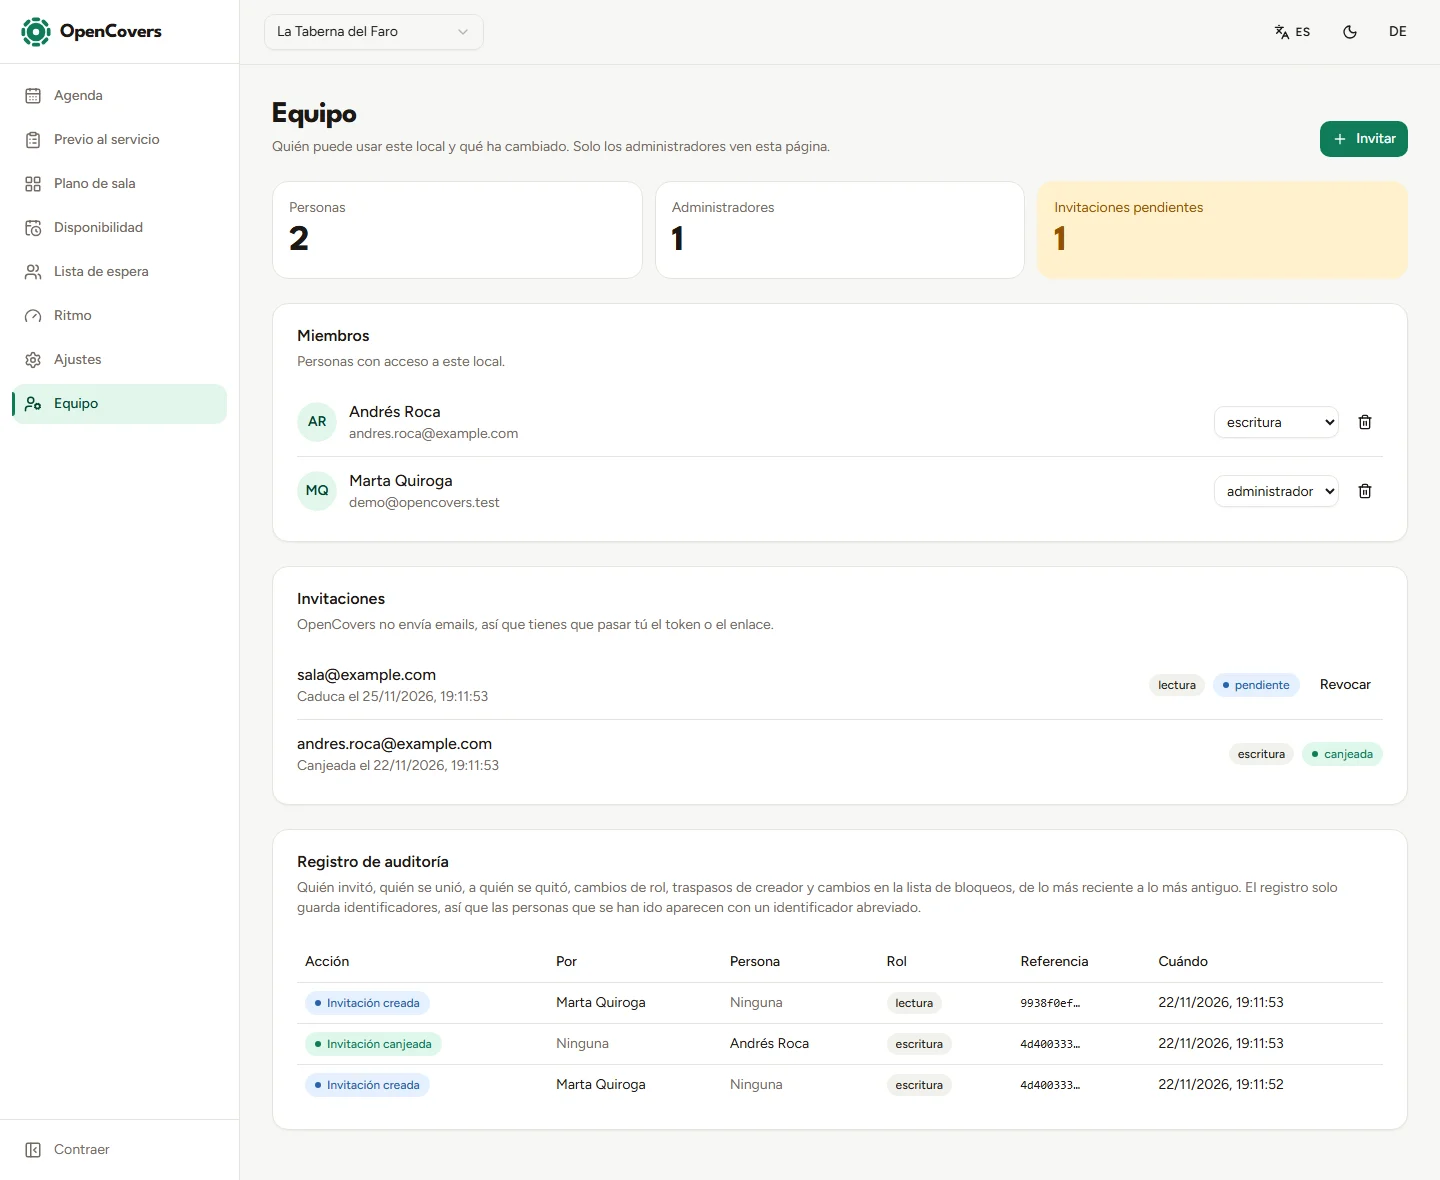 OpenCovers
La Taberna del Faro
ES
DE
Agenda
Previo al servicio
Plano de sala
Disponibilidad
Lista de espera
Ritmo
Ajustes
Equipo
Contraer
Equipo
Quién puede usar este local y qué ha cambiado. Solo los administradores ven esta página.
Invitar
Personas
2
Administradores
1
Invitaciones pendientes
1
Miembros
Personas con acceso a este local.
AR
Andrés Roca
andres.roca@example.com
escritura
MQ
Marta Quiroga
demo@opencovers.test
administrador
Invitaciones
OpenCovers no envía emails, así que tienes que pasar tú el token o el enlace.
sala@example.com
Caduca el 25/11/2026, 19:11:53
lectura
pendiente
Revocar
andres.roca@example.com
Canjeada el 22/11/2026, 19:11:53
escritura
canjeada
Registro de auditoría
Quién invitó, quién se unió, a quién se quitó, cambios de rol, traspasos de creador y cambios en la lista de bloqueos, de lo más reciente a lo más antiguo. El registro solo
guarda identificadores, así que las personas que se han ido aparecen con un identificador abreviado.
Acción Por Persona Rol Referencia Cuándo
Invitación creada Marta Quiroga Ninguna lectura 9938f0ef… 22/11/2026, 19:11:53
Invitación canjeada Ninguna Andrés Roca escritura 4d400333… 22/11/2026, 19:11:53
Invitación creada Marta Quiroga Ninguna escritura 4d400333… 22/11/2026, 19:11:52